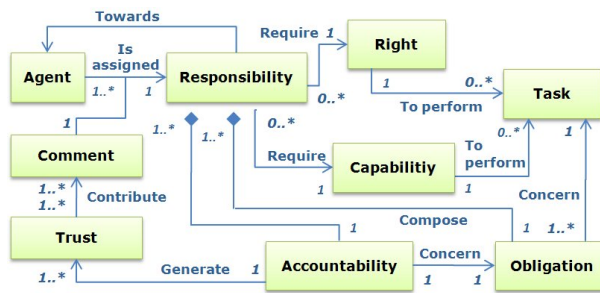 Towards
Is
assigned
Require 1
Right
Agent
1..* 1
Responsibility
0..*
1 0..*
To perform
Task
1
1..* 1..* 0..*
0..* 1
Comment
Require
Capabilitiy
To
perform
1..*
1..*
Contribute
1 1
Concern
Compose
Trust
1 1 1..*
1..*
Generate 1
Accountability
Concern
1 1
Obligation